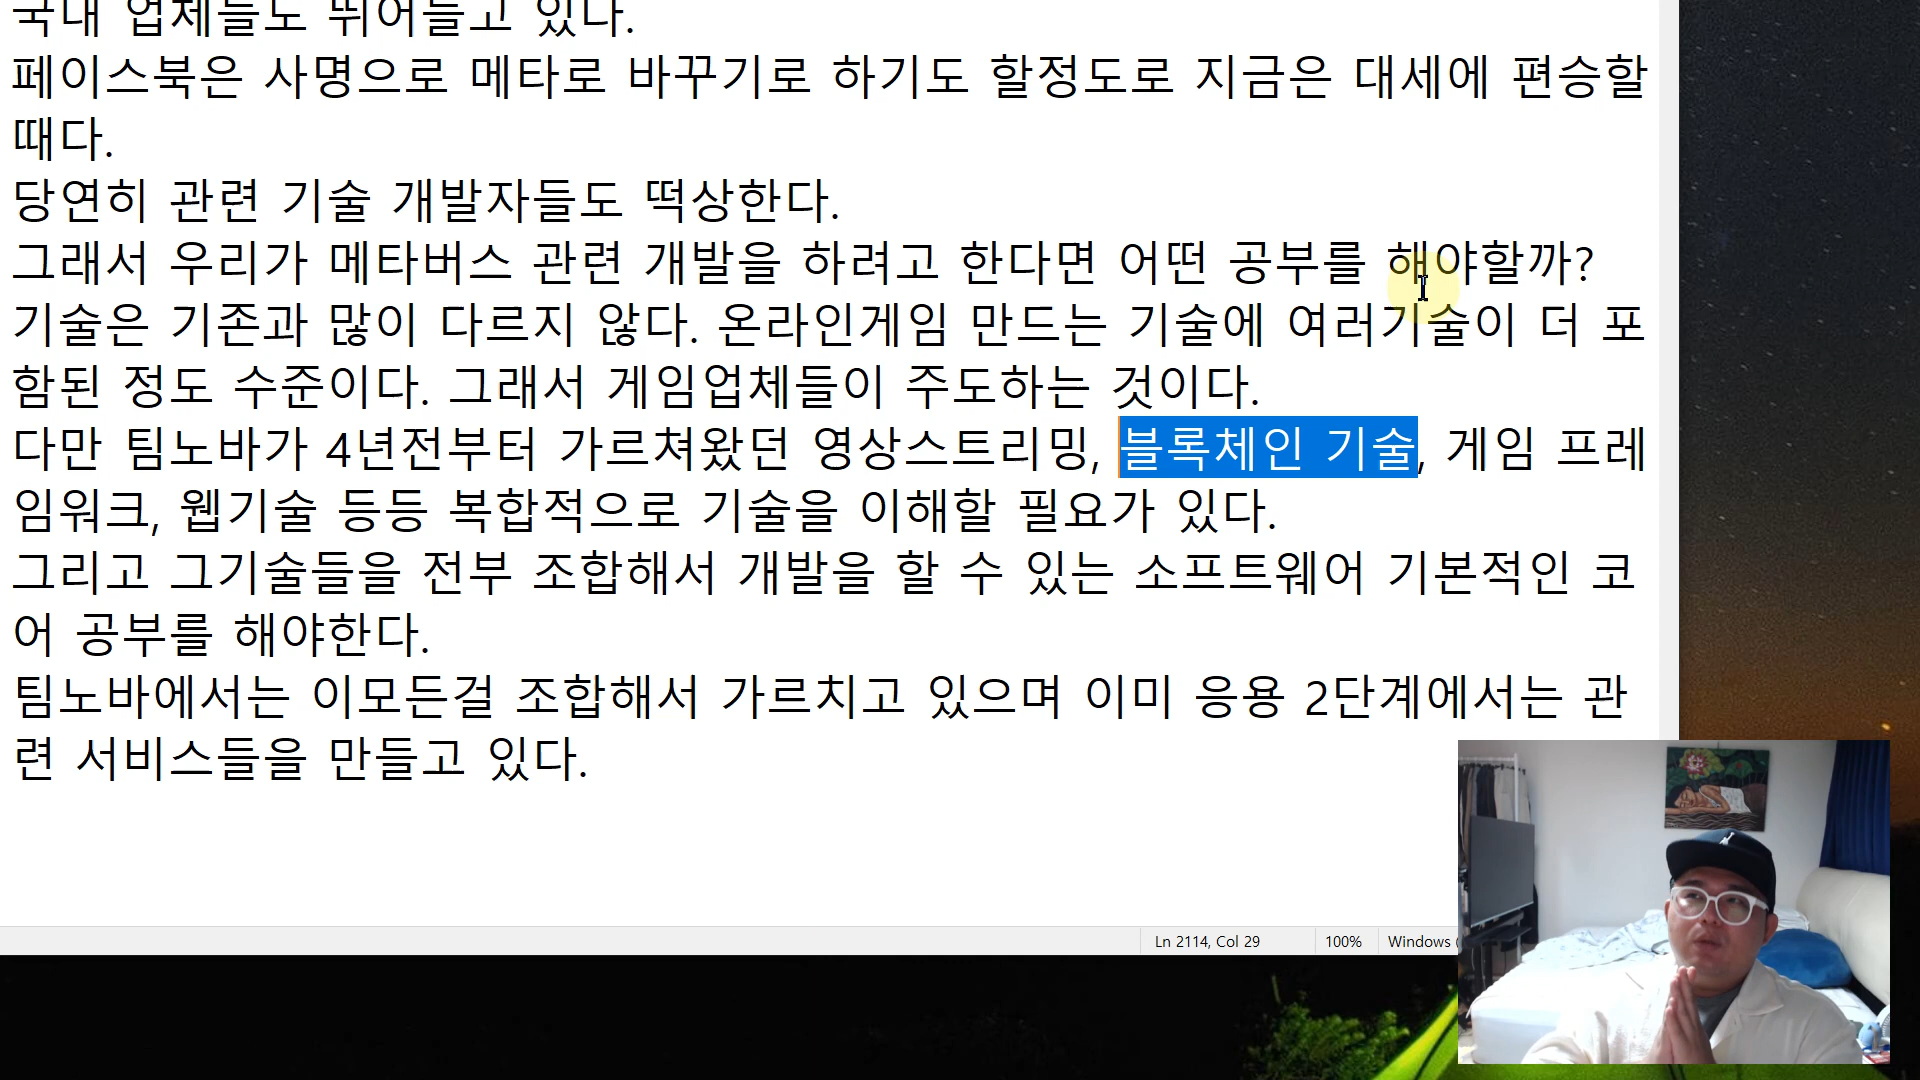 국내 업체들도 뛰어들고 있다.
페이스북은 사명으로 메타로 바꾸기로 하기도 할정도로 지금은 대세에 편승할
때다.
당연히 관련 기술 개발자들도 떡상한다.
그래서 우리가 메타버스 관련 개발을 하려고 한다면 어떤 공부를 해야할까?
기술은 기존과 많이 다르지 않다. 온라인게임 만드는 기술에 여러기술이 더 포
함된 정도 수준이다. 그래서 게임업체들이 주도하는 것이다.
다만 팀노바가 4년전부터 가르쳐왔던 영상스트리밍, 블록체인 기술, 게임 프레
임워크, 웹기술 등등 복합적으로 기술을 이해할 필요가 있다.
그리고 그기술들을 전부 조합해서 개발을 할 수 있는 소프트웨어 기본적인 코
어 공부를 해야한다.
팀노바에서는 이모든걸 조합해서 가르치고 있으며 이미 응용 2단계에서는 관
련 서비스들을 만들고 있다.
Ln 2114, Col 29 100% Windows (